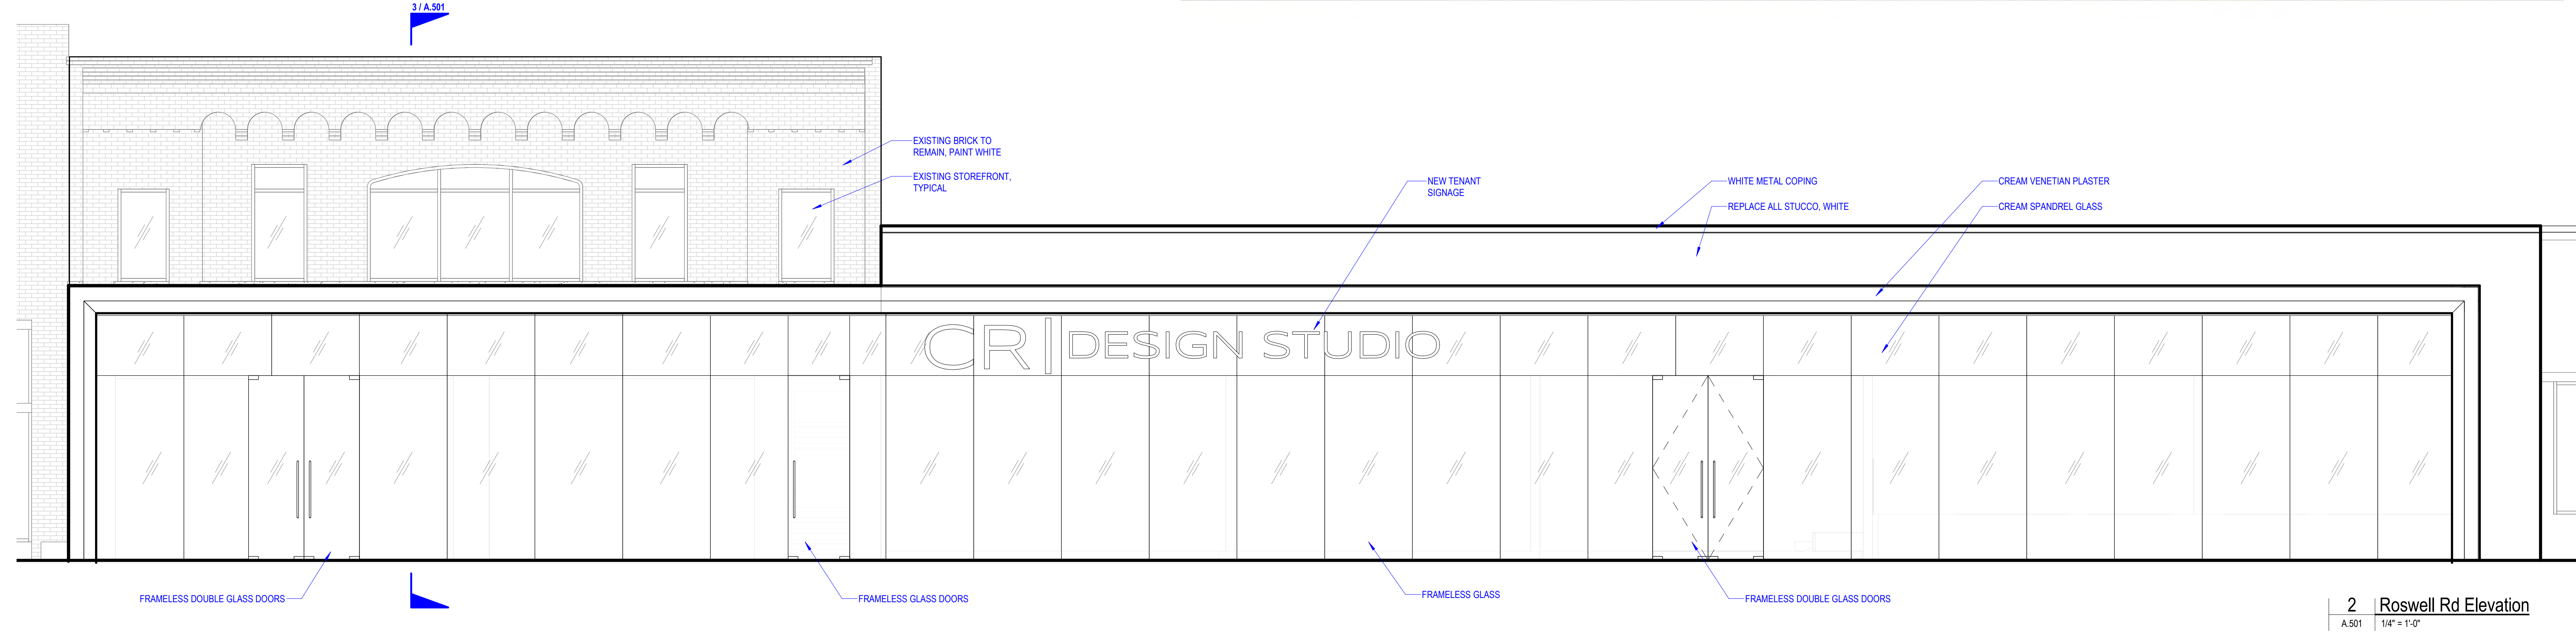 3 / A.501
EXISTING BRICK TO
REMAIN, PAINT WHITE
EXISTING STOREFRONT,
TYPICAL
NEW TENANT
SIGNAGE
WHITE METAL COPING
REPLACE ALL STUCCO, WHITE
CREAM VENETIAN PLASTER
CREAM SPANDREL GLASS
CR| DESIGN STUDIO
FRAMELESS DOUBLE GLASS DOORS
FRAMELESS GLASS DOORS
FRAMELESS GLASS
FRAMELESS DOUBLE GLASS DOORS
2 Roswell Rd Elevation
A.501 1/4" = 1'-0"